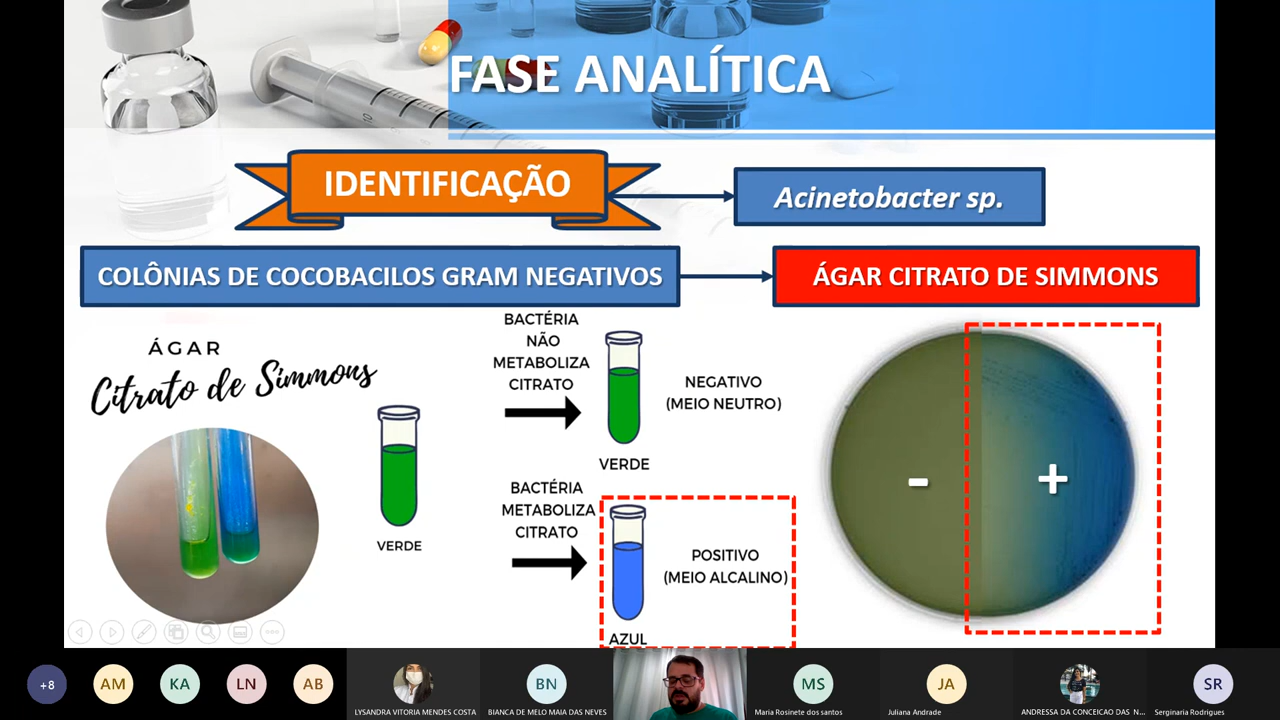 FASE ANALÍTICA
IDENTIFICAÇÃO
Acinetobacter sp.
COLÔNIAS DE COCOBACILOS GRAM NEGATIVOS
ÁGAR CITRATO DE SIMMONS
ÁGAR
Citrato de Simmons
VERDE
BACTÉRIA
NÃO
METABOLIZA
CITRATO
NEGATIVO
(MEIO NEUTRO)
VERDE
BACTÉRIA
METABOLIZA
CITRATO
POSITIVO
(MEIO ALCALINO)
AZUL
-
+
+8
AM
KA
LN
AB
LYSANDRA VITORIA MENDES COSTA
BN
BIANCA DE MELO MAIA DAS NEVES
MS
Maria Rosinete dos santos
JA
Juliana Andrade
ANDRESSA DA CONCEICAO DAS N...
SR
Serginaria Rodrigues